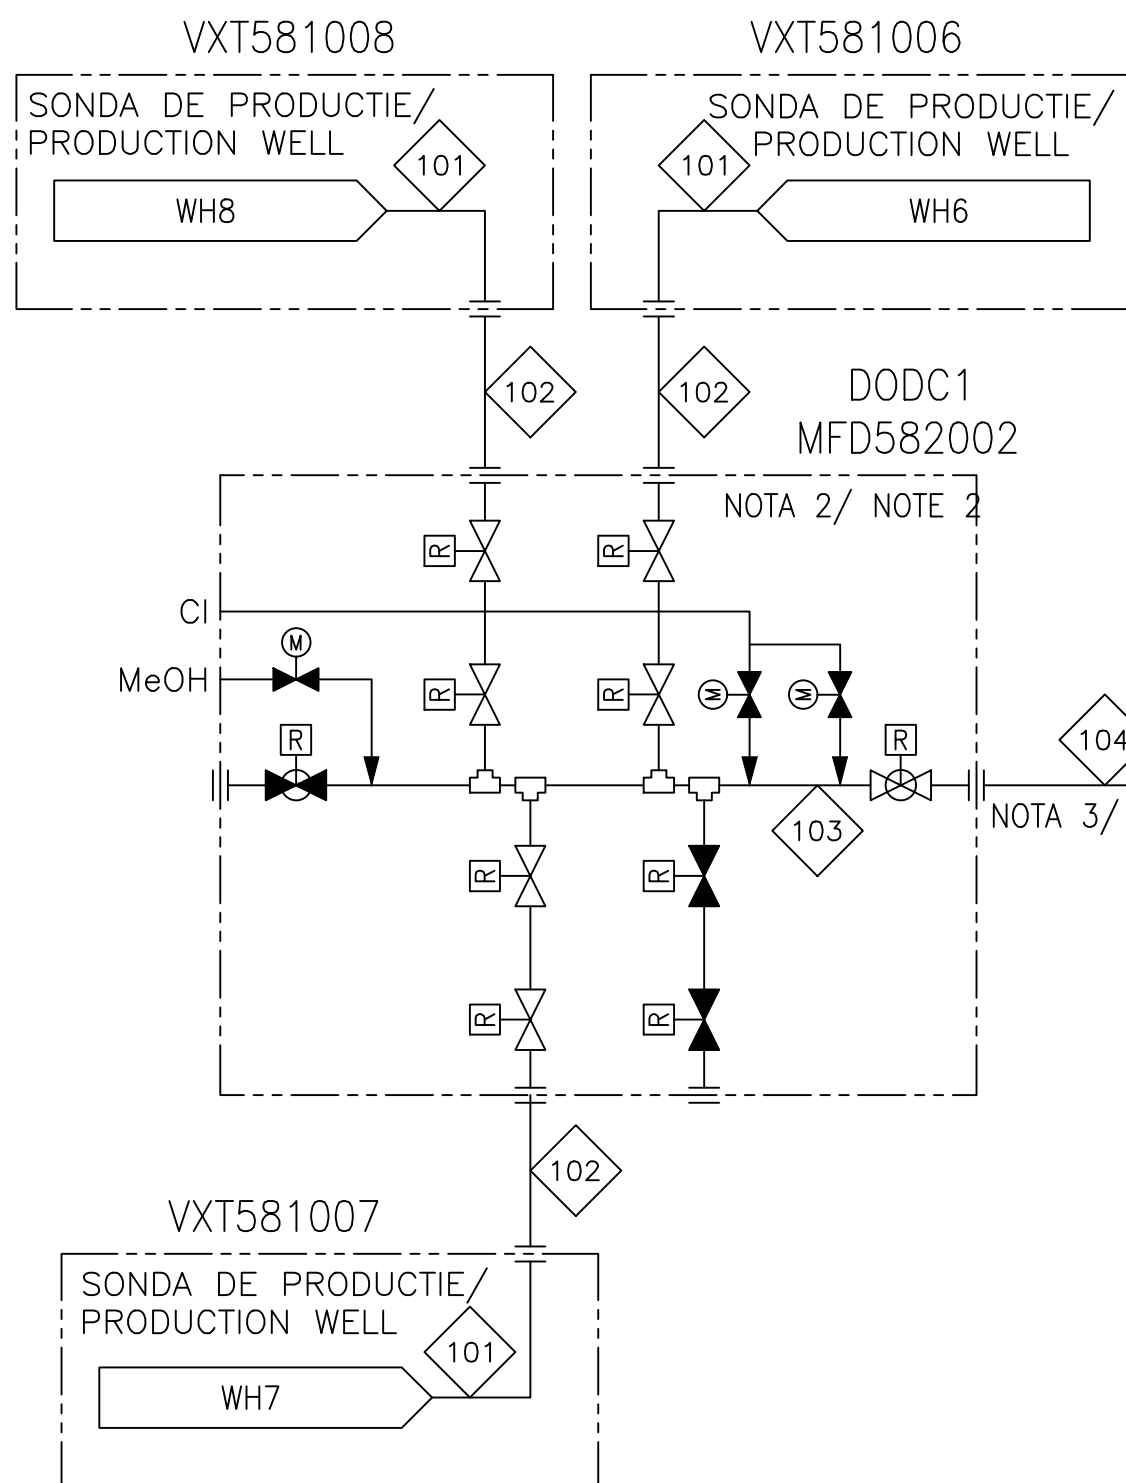 VXT581008
VXT581006
SONDA DE PRODUCTIE/
PRODUCTION WELL
101
WH8
SONDA DE PRODUCTIE/
PRODUCTION WELL
101
WH6
102
102
DODC1
MFD582002
NOTA 2/ NOTE 2
R
R
CI
M
MeOH
R
R
M
M
R
R
104
103
NOTA 3/
R
R
R
R
102
VXT581007
SONDA DE PRODUCTIE/
PRODUCTION WELL
101
WH7